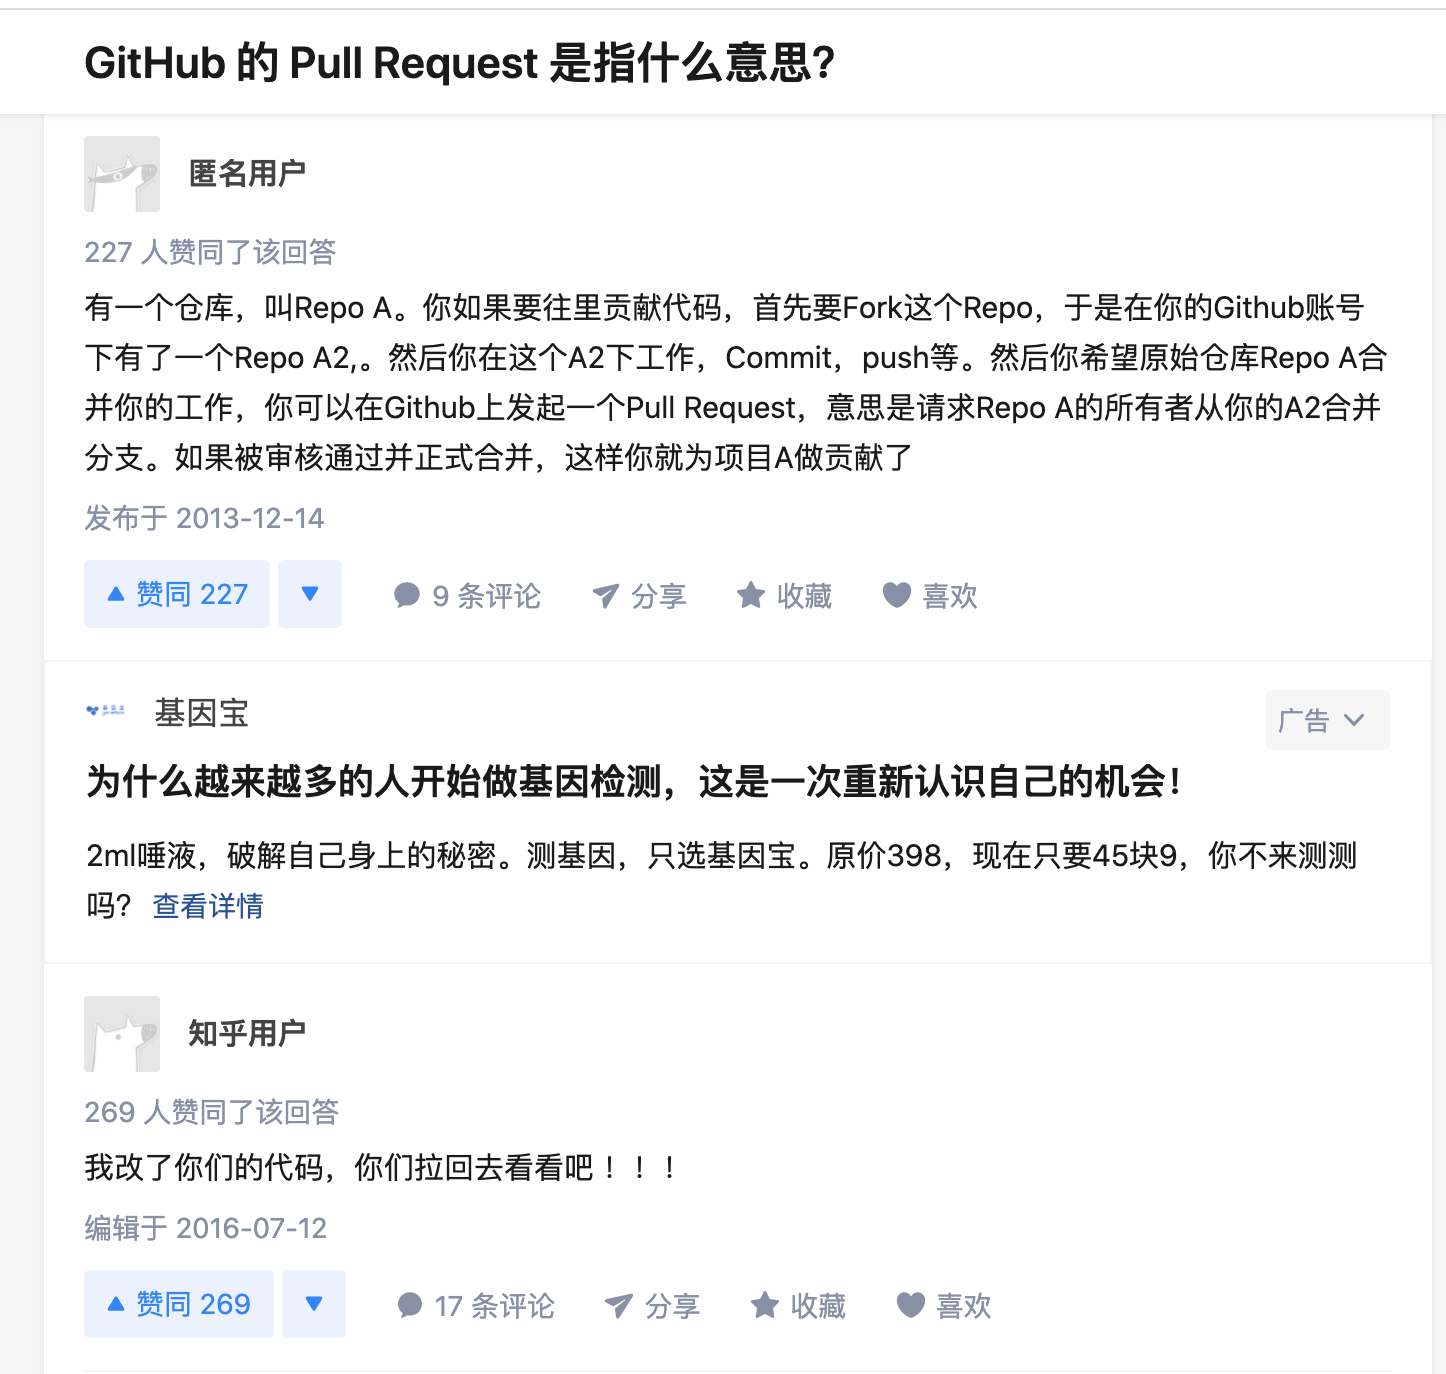 GitHub 的 Pull Request 是指什么意思?
匿名用户
227 人赞同了该回答
有一个仓库，叫Repo A。你如果要往里贡献代码，首先要Fork这个Repo，于是在你的Github账号
下有了一个Repo A2,。然后你在这个A2下工作，Commit，push等。然后你希望原始仓库Repo A合
并你的工作，你可以在Github上发起一个Pull Request，意思是请求Repo A的所有者从你的A2合并
分支。如果被审核通过并正式合并，这样你就为项目A做贡献了
发布于 2013-12-14
赞同 227 9 条评论 分享 收藏 喜欢
基因宝
广告
为什么越来越多的人开始做基因检测，这是一次重新认识自己的机会！
2ml唾液，破解自己身上的秘密。测基因，只选基因宝。原价398，现在只要45块9，你不来测测
吗？ 查看详情
知乎用户
269 人赞同了该回答
我改了你们的代码，你们拉回去看看吧！！！
编辑于 2016-07-12
赞同 269 17 条评论 分享 收藏 喜欢